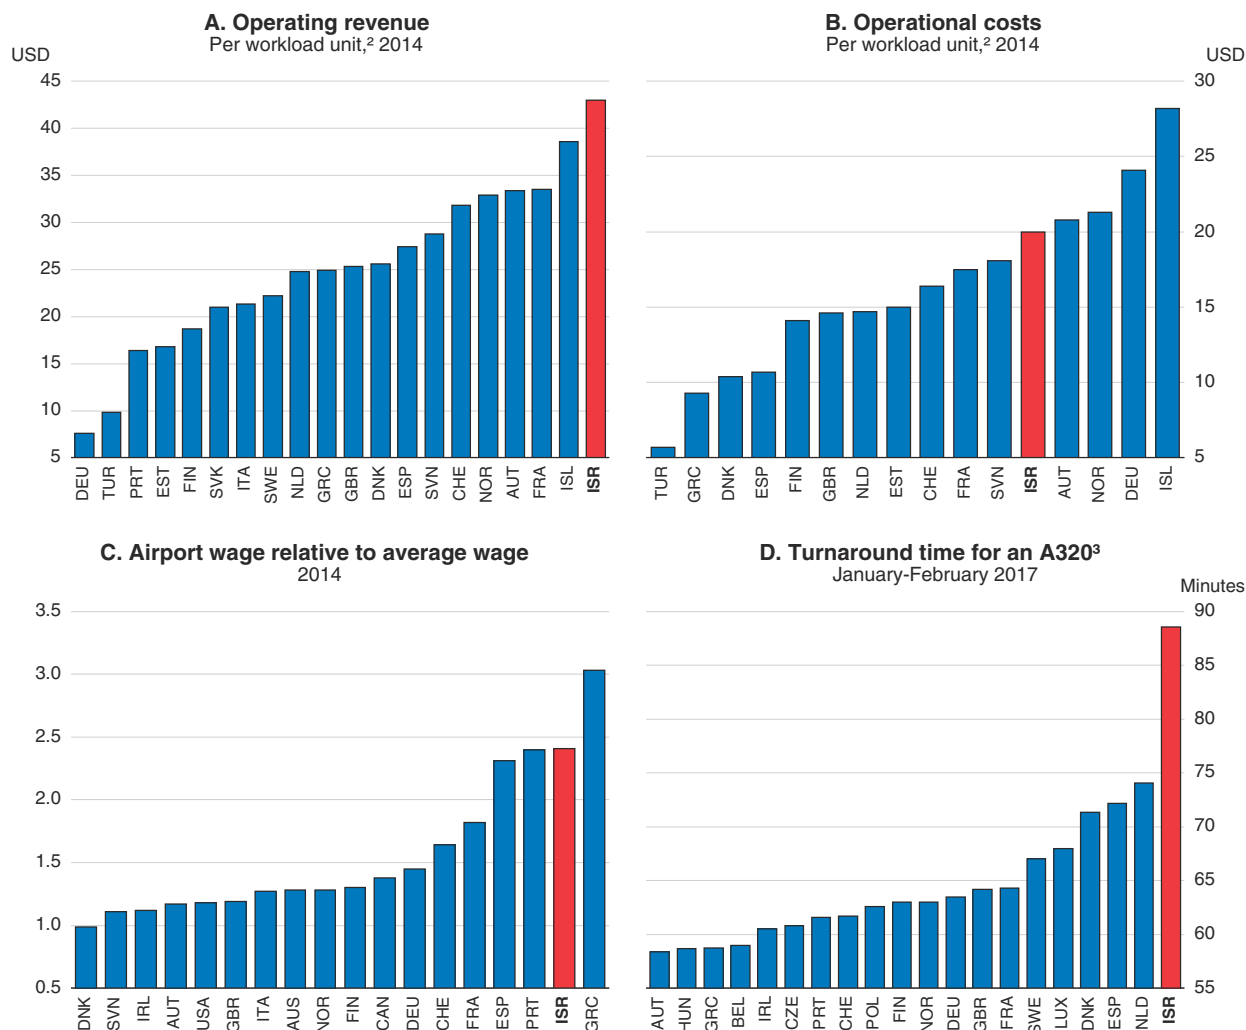 A. Operating revenue
Per workload unit,² 2014
USD
45
40
35
30
25
20
15
10
5
DEU TUR PRT EST FIN SVK ITA SWE NLD GRC GBR DNK ESP SVN CHE NOR AUT FRA ISL ISR
B. Operational costs
Per workload unit,² 2014
USD
30
25
20
15
10
5
TUR GRC DNK ESP FIN GBR NLD EST CHE FRA SVN ISR AUT NOR DEU ISL
C. Airport wage relative to average wage
2014
3.5
3.0
2.5
2.0
1.5
1.0
0.5
DNK SVN IRL AUT USA GBR ITA AUS NOR FIN CAN DEU CHE FRA ESP PRT ISR GRC
D. Turnaround time for an A320³
January-February 2017
Minutes
90
85
80
75
70
65
60
55
AUT HUN GRC BEL IRL CZE PRT CHE POL FIN NOR DEU GBR FRA SWE LUX DNK ESP NLD ISR